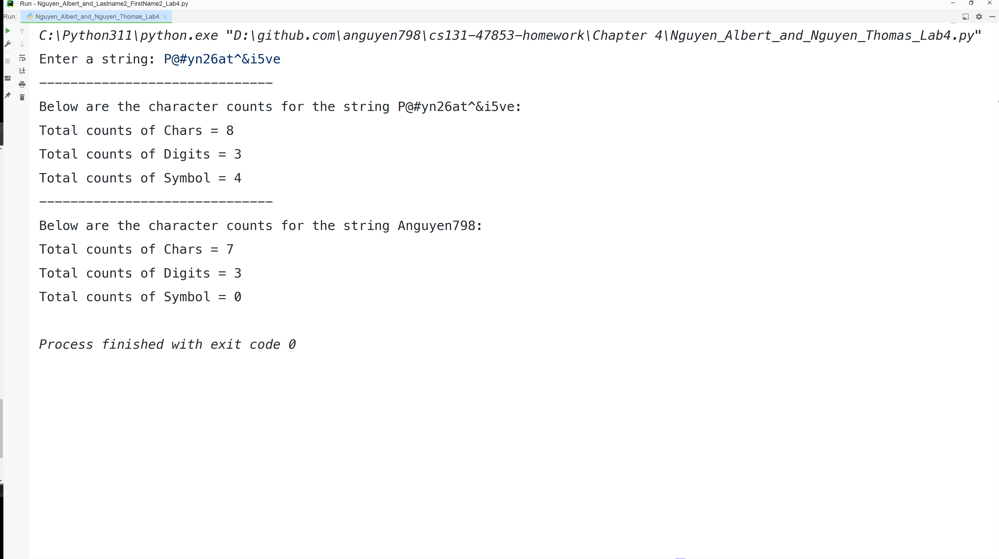 PC
Run - Nguyen_Albert_and_Lastname2_FirstName2_Lab4.py
Run: Nguyen_Albert_and_Nguyen_Thomas_Lab4
C:\Python311\python.exe "D:\github.com\anguyen798\cs131-47853-homework\Chapter 4\Nguyen_Albert_and_Nguyen_Thomas_Lab4.py"
Enter a string: P@#yn26at^&i5ve
------------------------------
Below are the character counts for the string P@#yn26at^&i5ve:
Total counts of Chars = 8
Total counts of Digits = 3
Total counts of Symbol = 4
------------------------------
Below are the character counts for the string Anguyen798:
Total counts of Chars = 7
Total counts of Digits = 3
Total counts of Symbol = 0
Process finished with exit code 0